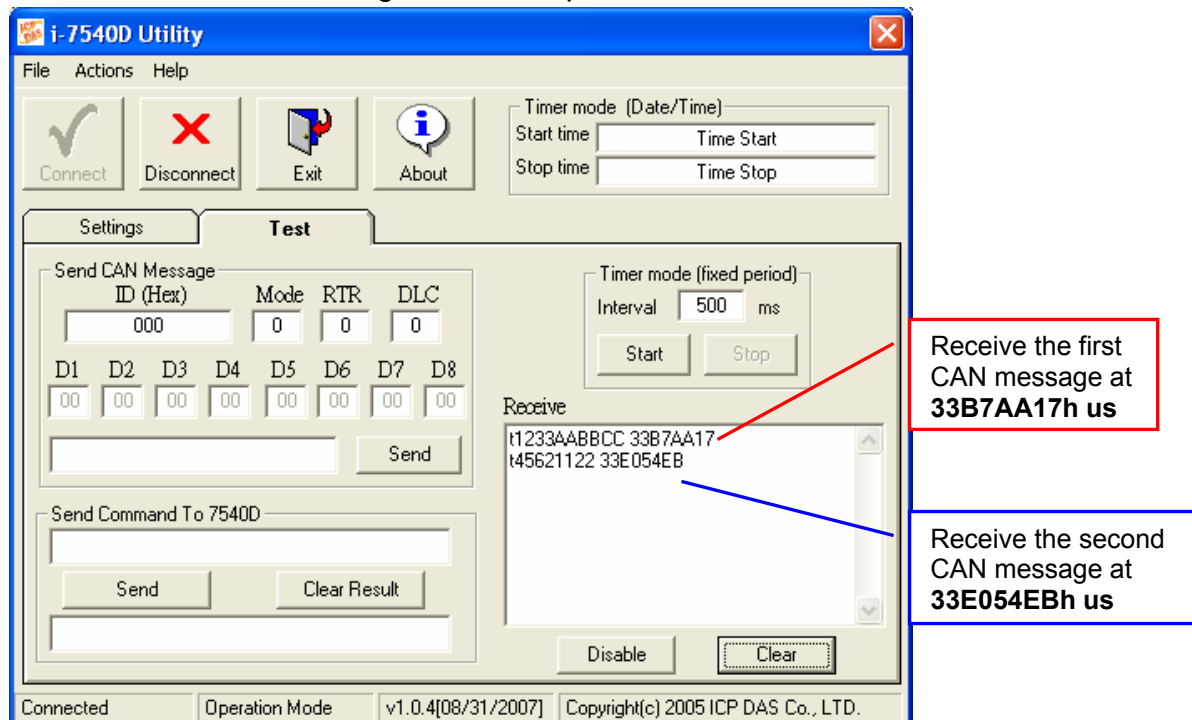 i-7540D Utility
File Actions Help
Connect
Disconnect
Exit
About
Timer mode (Date/Time)
Start time Time Start
Stop time Time Stop
Settings
Test
Send CAN Message
ID (Hex) Mode RTR DLC
000 0 0 0
D1 D2 D3 D4 D5 D6 D7 D8
00 00 00 00 00 00 00 00
Send
Send Command To 7540D
Send Clear Result
Timer mode (fixed period)
Interval 500 ms
Start Stop
Receive
t1233AABBCC 33B7AA17
t45621122 33E054EB
Disable Clear
Connected Operation Mode v1.0.4[08/31/2007] Copyright(c) 2005 ICP DAS Co., LTD.
Receive the first
CAN message at
33B7AA17h us
Receive the second
CAN message at
33E054EBh us